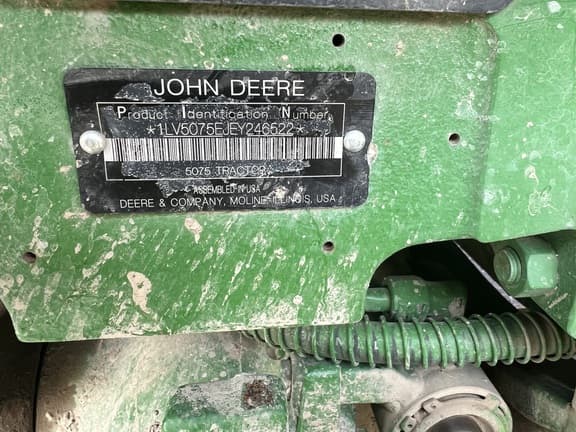 JOHN DEERE
Product Identification Number
*1LV5075EJEY246522*
5075 TRACTOR
ASSEMBLED IN USA
DEERE & COMPANY, MOLINE ILLINOIS, USA